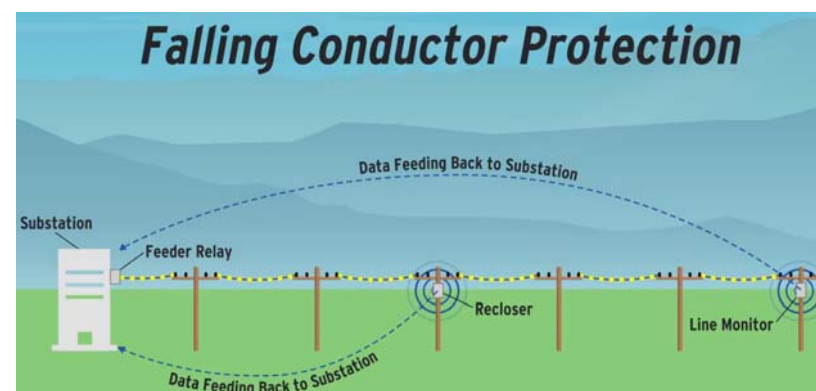 Falling Conductor Protection
Data Feeding Back to Substation
Substation
Feeder Relay
Recloser
Line Monitor
Data Feeding Back to Substation